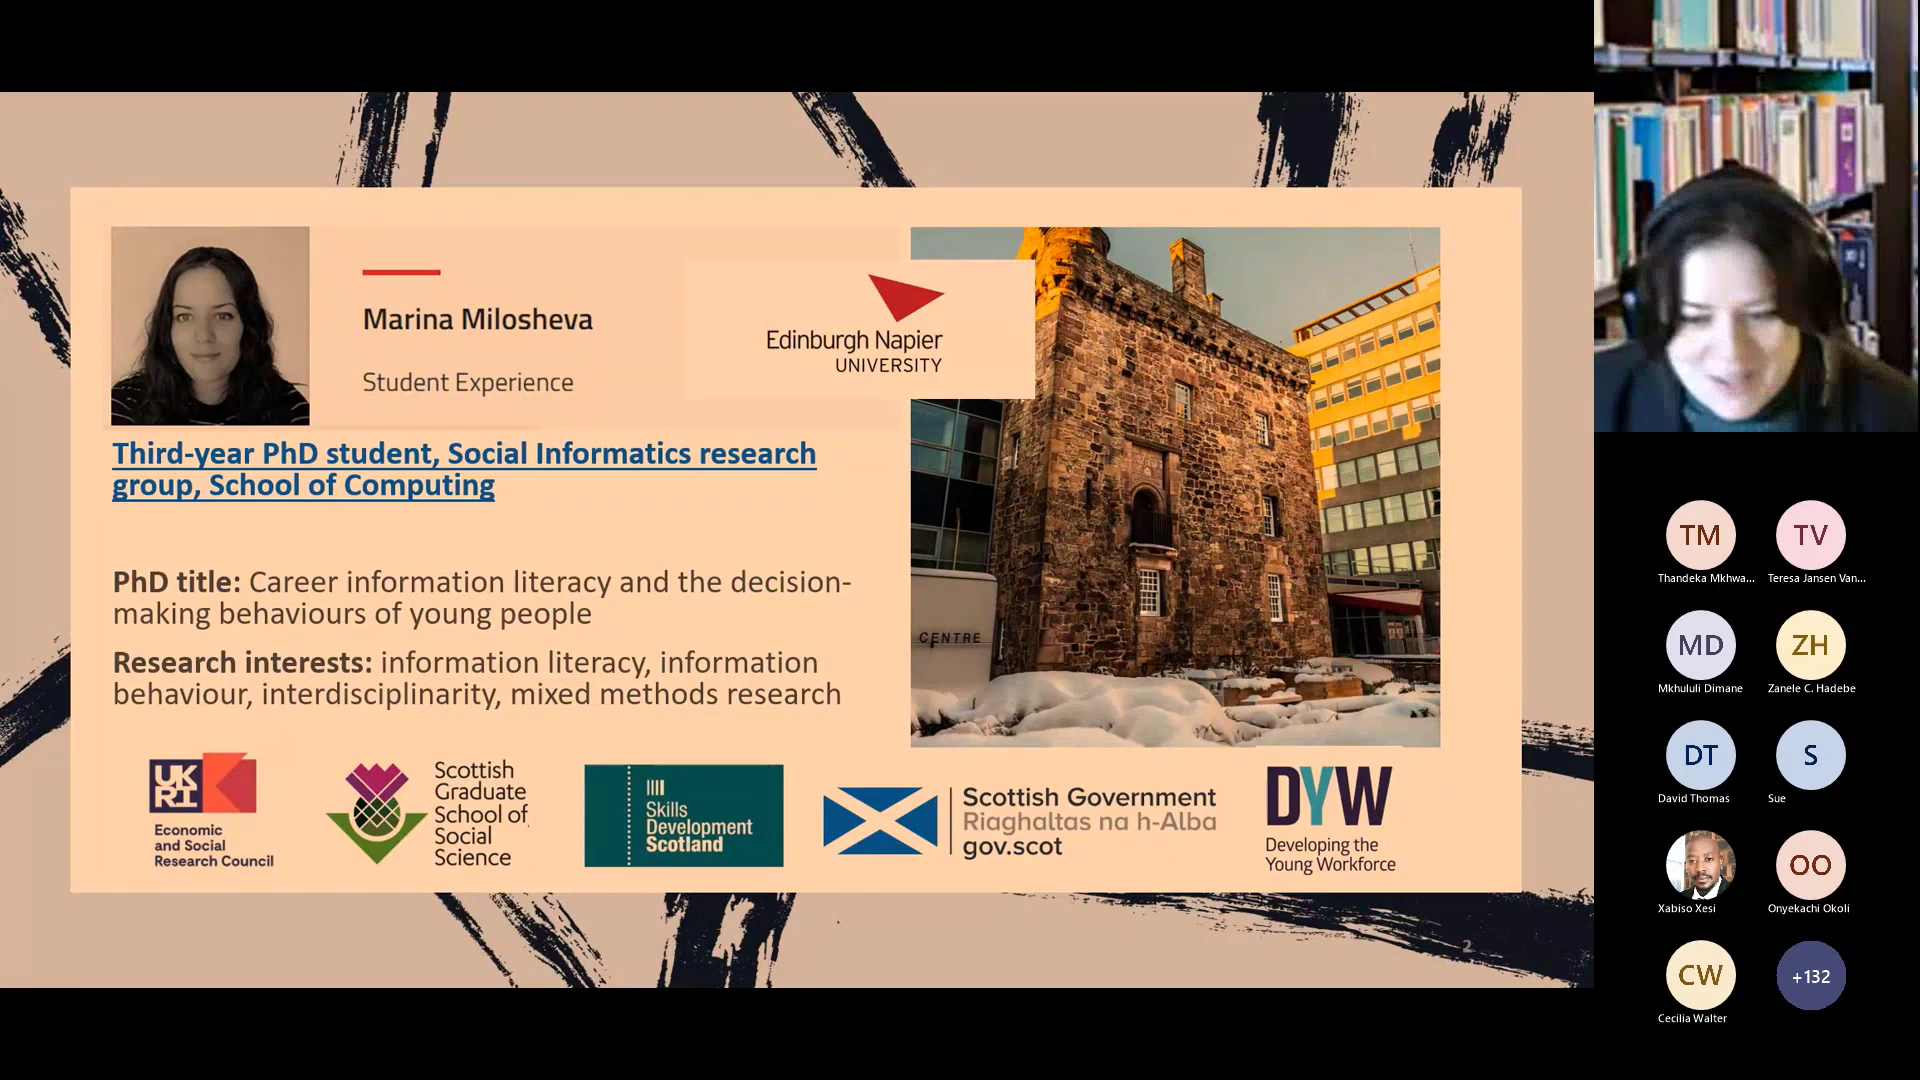 Marina Milosheva
Student Experience
Edinburgh Napier
UNIVERSITY
Third-year PhD student, Social Informatics research
group, School of Computing
PhD title: Career information literacy and the decision-
making behaviours of young people
Research interests: information literacy, information
behaviour, interdisciplinarity, mixed methods research
CENTRE
UK
RI
Economic
and Social
Research Council
Scottish
Graduate
School of
Social
Science
Skills
Development
Scotland
Scottish Government
Riaghaltas na h-Alba
gov.scot
DYW
Developing the
Young Workforce
2
TM
Thandeka Mkhwa...
TV
Teresa Jansen Van...
MD
Mkhululi Dimane
ZH
Zanele C. Hadebe
DT
David Thomas
S
Sue
Xabiso Xesi
OO
Onyekachi Okoli
CW
Cecilia Walter
+132